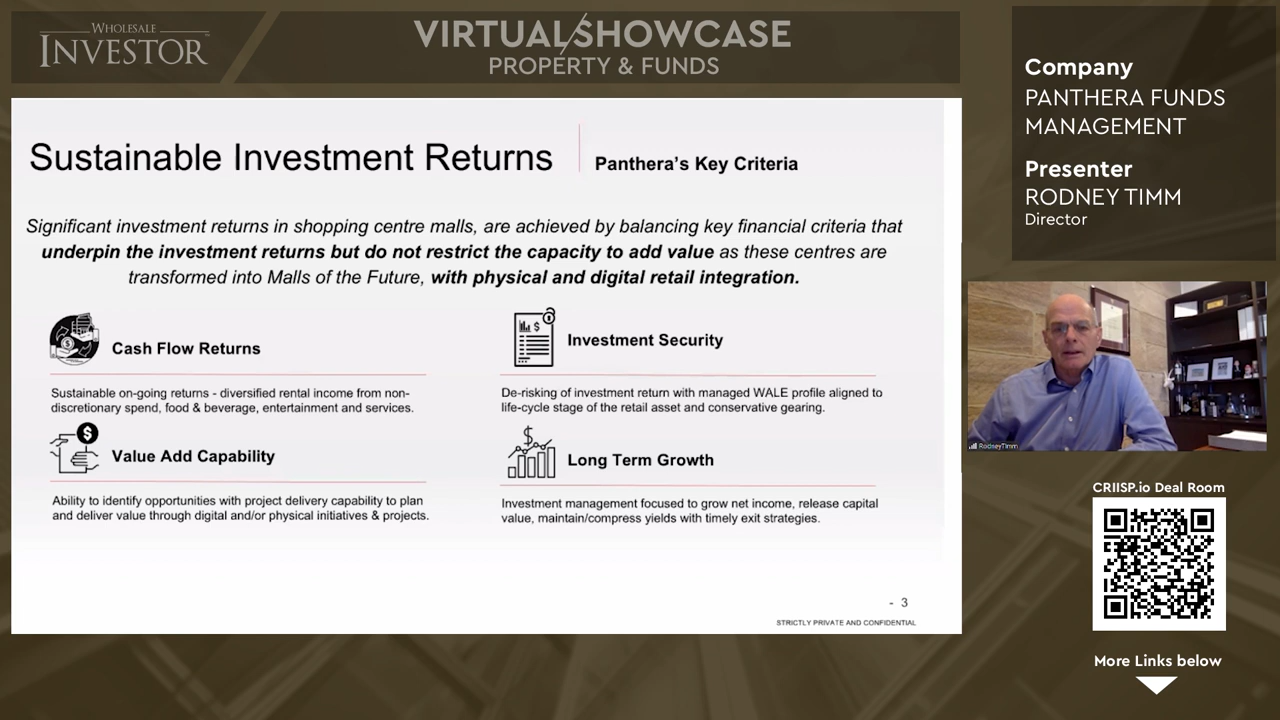 WHOLESALE
INVESTOR
VIRTUAL/SHOWCASE
PROPERTY & FUNDS
Sustainable Investment Returns
Panthera's Key Criteria
Significant investment returns in shopping centre malls, are achieved by balancing key financial criteria that
underpin the investment returns but do not restrict the capacity to add value as these centres are
transformed into Malls of the Future, with physical and digital retail integration.
Cash Flow Returns
Sustainable on-going returns - diversified rental income from non-
discretionary spend, food & beverage, entertainment and services.
Investment Security
De-risking of investment return with managed WALE profile aligned to
life-cycle stage of the retail asset and conservative gearing.
Value Add Capability
Ability to identify opportunities with project delivery capability to plan
and deliver value through digital and/or physical initiatives & projects.
Long Term Growth
Investment management focused to grow net income, release capital
value, maintain/compress yields with timely exit strategies.
- 3
STRICTLY PRIVATE AND CONFIDENTIAL
Company
PANTHERA FUNDS
MANAGEMENT
Presenter
RODNEY TIMM
Director
RodneyTimm
CRIISP.io Deal Room
More Links below